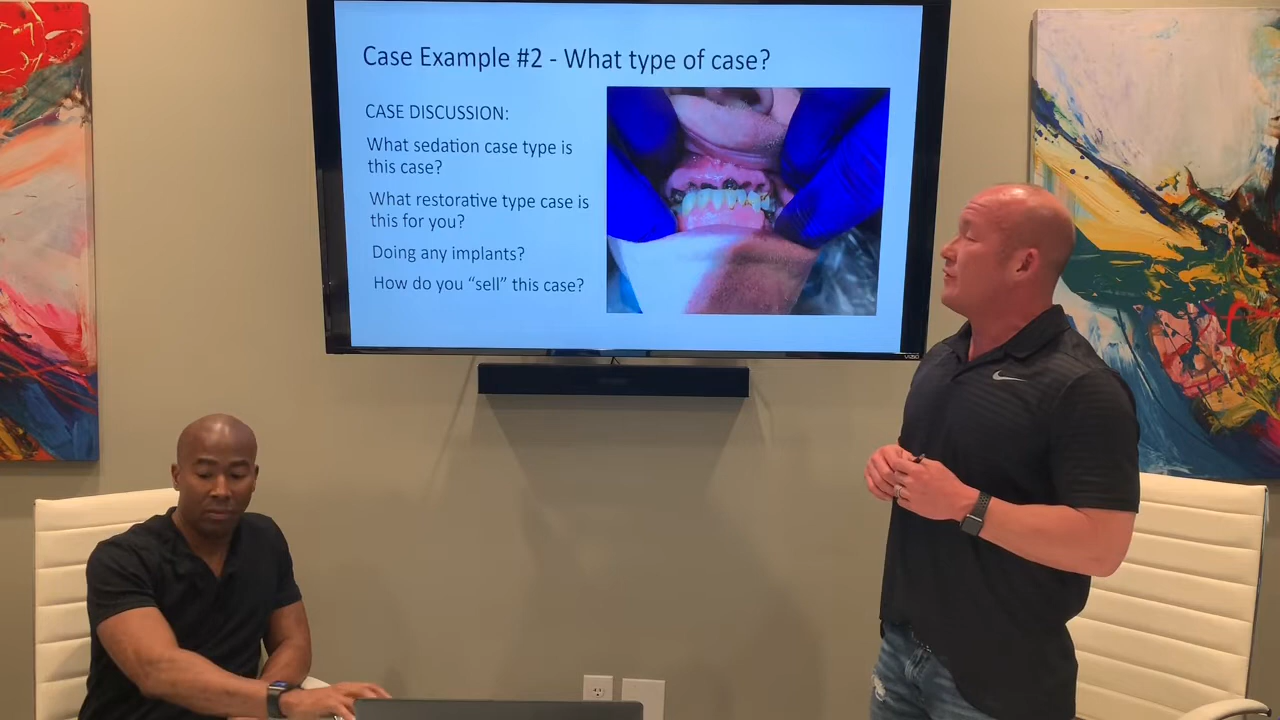 Case Example #2 - What type of case?
CASE DISCUSSION:
What sedation case type is
this case?
What restorative type case is
this for you?
Doing any implants?
How do you “sell” this case?
VIZIO